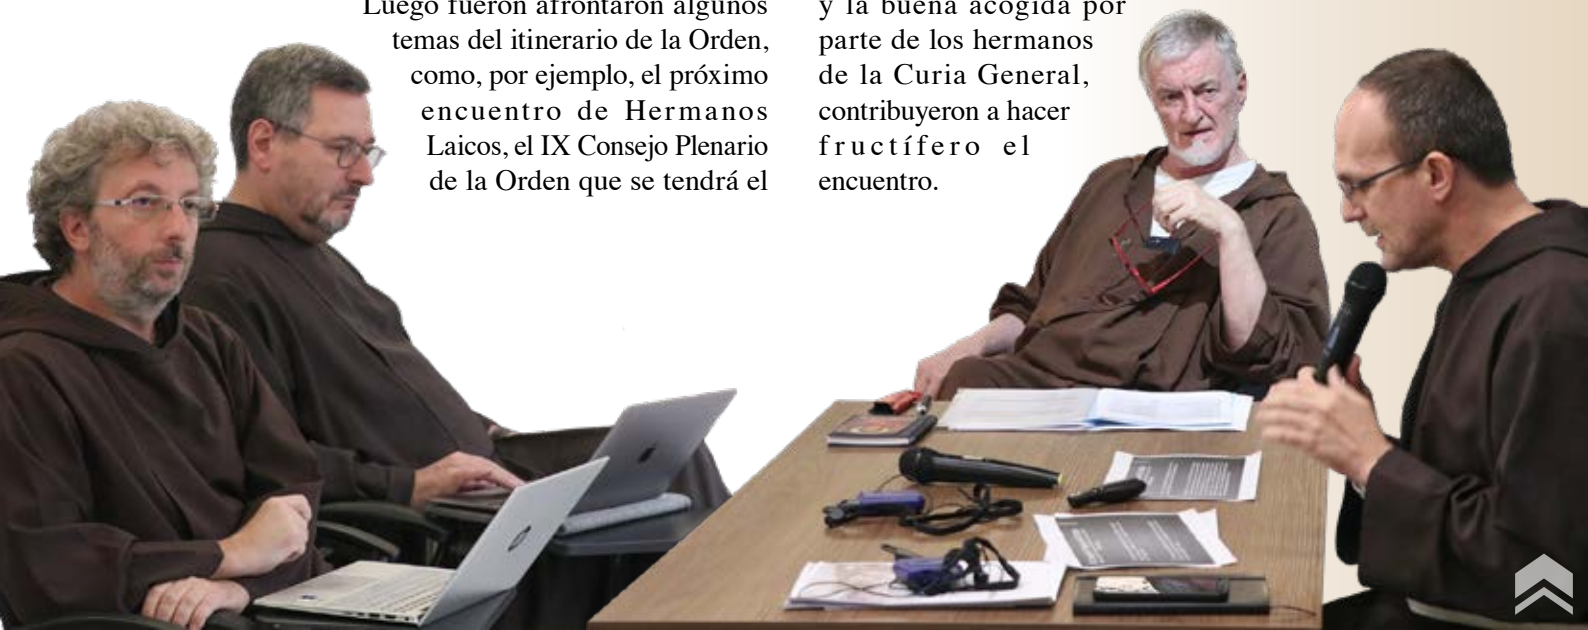 Luego fueron afrontaron algunos
temas del itinerario de la Orden,
como, por ejemplo, el próximo
encuentro de Hermanos
Laicos, el IX Consejo Plenario
de la Orden que se tendrá el
y la buena acogida por
parte de los hermanos
de la Curia General,
contribuyeron a hacer
fructífero el
encuentro.